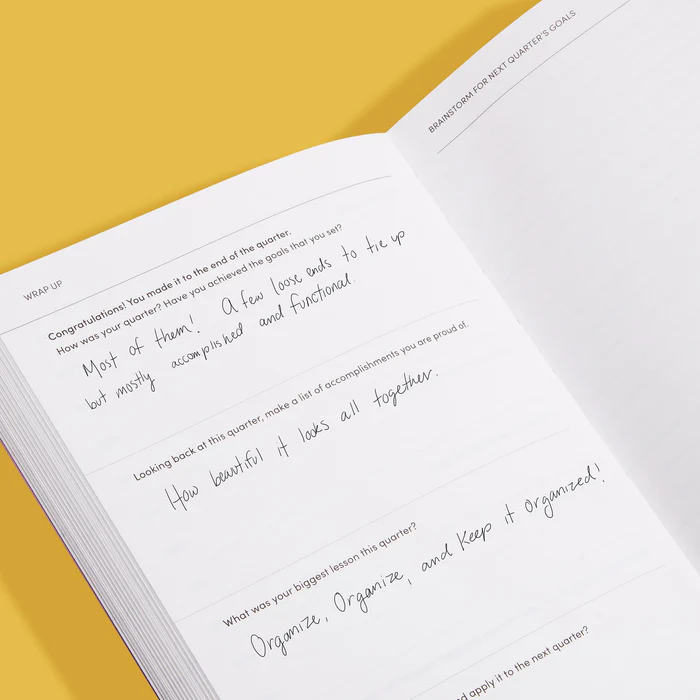 WRAP UP
Congratulations! You made it to the end of the quarter.
How was your quarter? Have you achieved the goals that you set?
Most of them! A few loose ends to tie up
but mostly accomplished and functional.
Looking back at this quarter, make a list of accomplishments you are proud of.
How beautiful it looks all together.
What was your biggest lesson this quarter?
Organize, Organize, and Keep it organized!
apply it to the next quarter?
BRAINSTORM FOR NEXT QUARTER'S GOALS